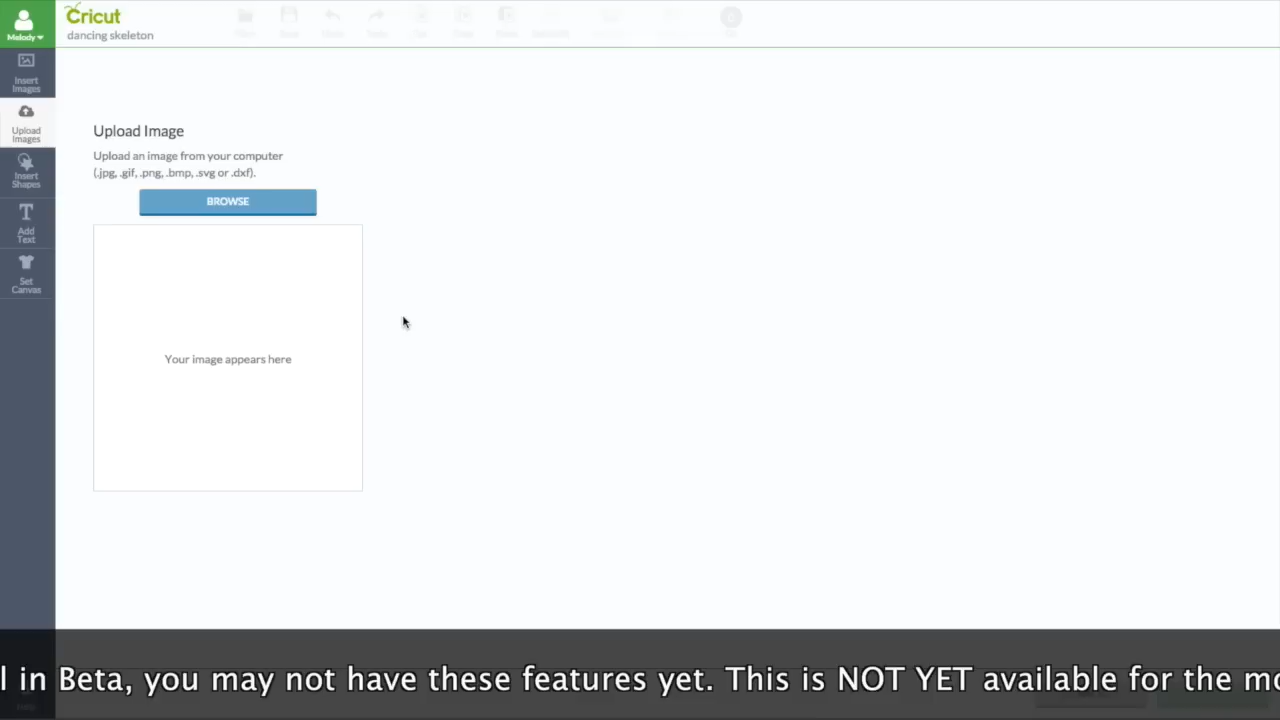 Melody
Cricut
dancing skeleton
Insert
Images
Upload
Images
Insert
Shapes
Add
Text
Set
Canvas
Upload Image
Upload an image from your computer
(.jpg, .gif, .png, .bmp, .svg or .dxf).
BROWSE
Your image appears here
l in Beta, you may not have these features yet. This is NOT YET available for the mo